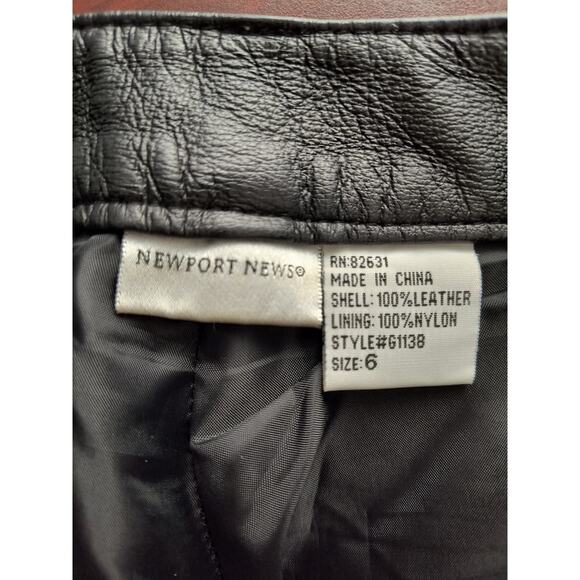 NEWPORT NEWS®
RN:82631
MADE IN CHINA
SHELL:100%LEATHER
LINING:100%NYLON
STYLE#G1138
SIZE:6